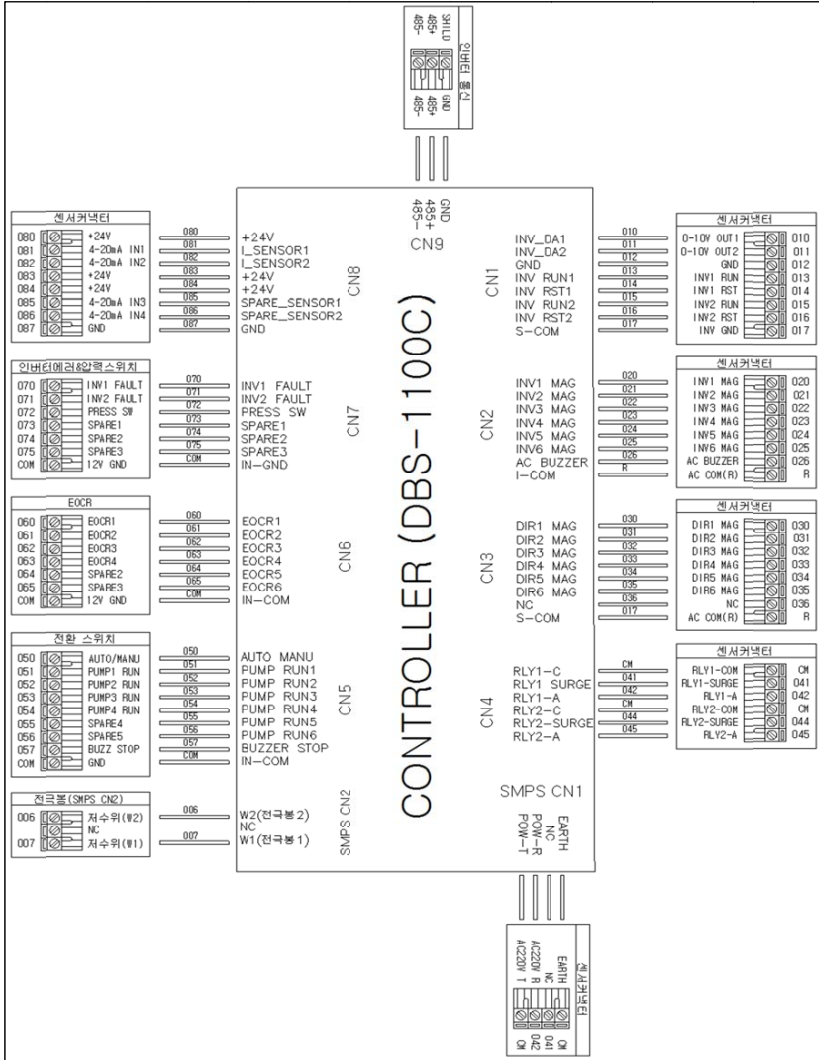 인버터 통신
SHILD
485+
485-
GND
485+
485-
GND
485+
485-
CN9
CONTROLLER (DBS-1100C)
센서커넥터
080 +24V
081 4-20mA IN1
082 4-20mA IN2
083 +24V
084 +24V
085 4-20mA IN3
086 4-20mA IN4
087 GND
080 +24V
081 I_SENSOR1
082 I_SENSOR2
083 +24V
084 +24V
085 SPARE_SENSOR1
086 SPARE_SENSOR2
087 GND
CN8
인버터에러&압력스위치
070 INV1 FAULT
071 INV2 FAULT
072 PRESS SW
073 SPARE1
074 SPARE2
075 SPARE3
COM 12V GND
070 INV1 FAULT
071 INV2 FAULT
072 PRESS SW
073 SPARE1
074 SPARE2
075 SPARE3
COM IN-GND
CN7
EOCR
060 EOCR1
061 EOCR2
062 EOCR3
063 EOCR4
064 SPARE2
065 SPARE3
COM 12V GND
060 EOCR1
061 EOCR2
062 EOCR3
063 EOCR4
064 EOCR5
065 EOCR6
COM IN-COM
CN6
전환 스위치
050 AUTO/MANU
051 PUMP1 RUN
052 PUMP2 RUN
053 PUMP3 RUN
054 PUMP4 RUN
055 SPARE4
056 SPARE5
057 BUZZ STOP
COM GND
050 AUTO MANU
051 PUMP RUN1
052 PUMP RUN2
053 PUMP RUN3
054 PUMP RUN4
055 PUMP RUN5
056 PUMP RUN6
057 BUZZER STOP
COM IN-COM
CN5
전극봉(SMPS CN2)
006 저수위(W2)
NC
007 저수위(W1)
006 W2(전극봉2)
NC
007 W1(전극봉1)
SMPS CN2
INV_DA1 010
INV_DA2 011
GND 012
INV RUN1 013
INV RST1 014
INV RUN2 015
INV RST2 016
S-COM 017
CN1
센서커넥터
0-10V OUT1 010
0-10V OUT2 011
GND 012
INV1 RUN 013
INV1 RST 014
INV2 RUN 015
INV2 RST 016
INV GND 017
INV1 MAG 020
INV2 MAG 021
INV3 MAG 022
INV4 MAG 023
INV5 MAG 024
INV6 MAG 025
AC BUZZER 026
I-COM R
CN2
센서커넥터
INV1 MAG 020
INV2 MAG 021
INV3 MAG 022
INV4 MAG 023
INV5 MAG 024
INV6 MAG 025
AC BUZZER 026
AC COM(R) R
DIR1 MAG 030
DIR2 MAG 031
DIR3 MAG 032
DIR4 MAG 033
DIR5 MAG 034
DIR6 MAG 035
NC 036
S-COM 017
CN3
센서커넥터
DIR1 MAG 030
DIR2 MAG 031
DIR3 MAG 032
DIR4 MAG 033
DIR5 MAG 034
DIR6 MAG 035
NC 036
AC COM(R) R
RLY1-C CM
RLY1 SURGE 041
RLY1-A 042
RLY2-C CM
RLY2-SURGE 044
RLY2-A 045
CN4
센서커넥터
RLY1-COM CM
RLY1-SURGE 041
RLY1-A 042
RLY2-COM CM
RLY2-SURGE 044
RLY2-A 045
SMPS CN1
EARTH
NC
POW-R
POW-T
센서커넥터
EARTH CM
NC 041
AC220V R 042
AC220V T CM